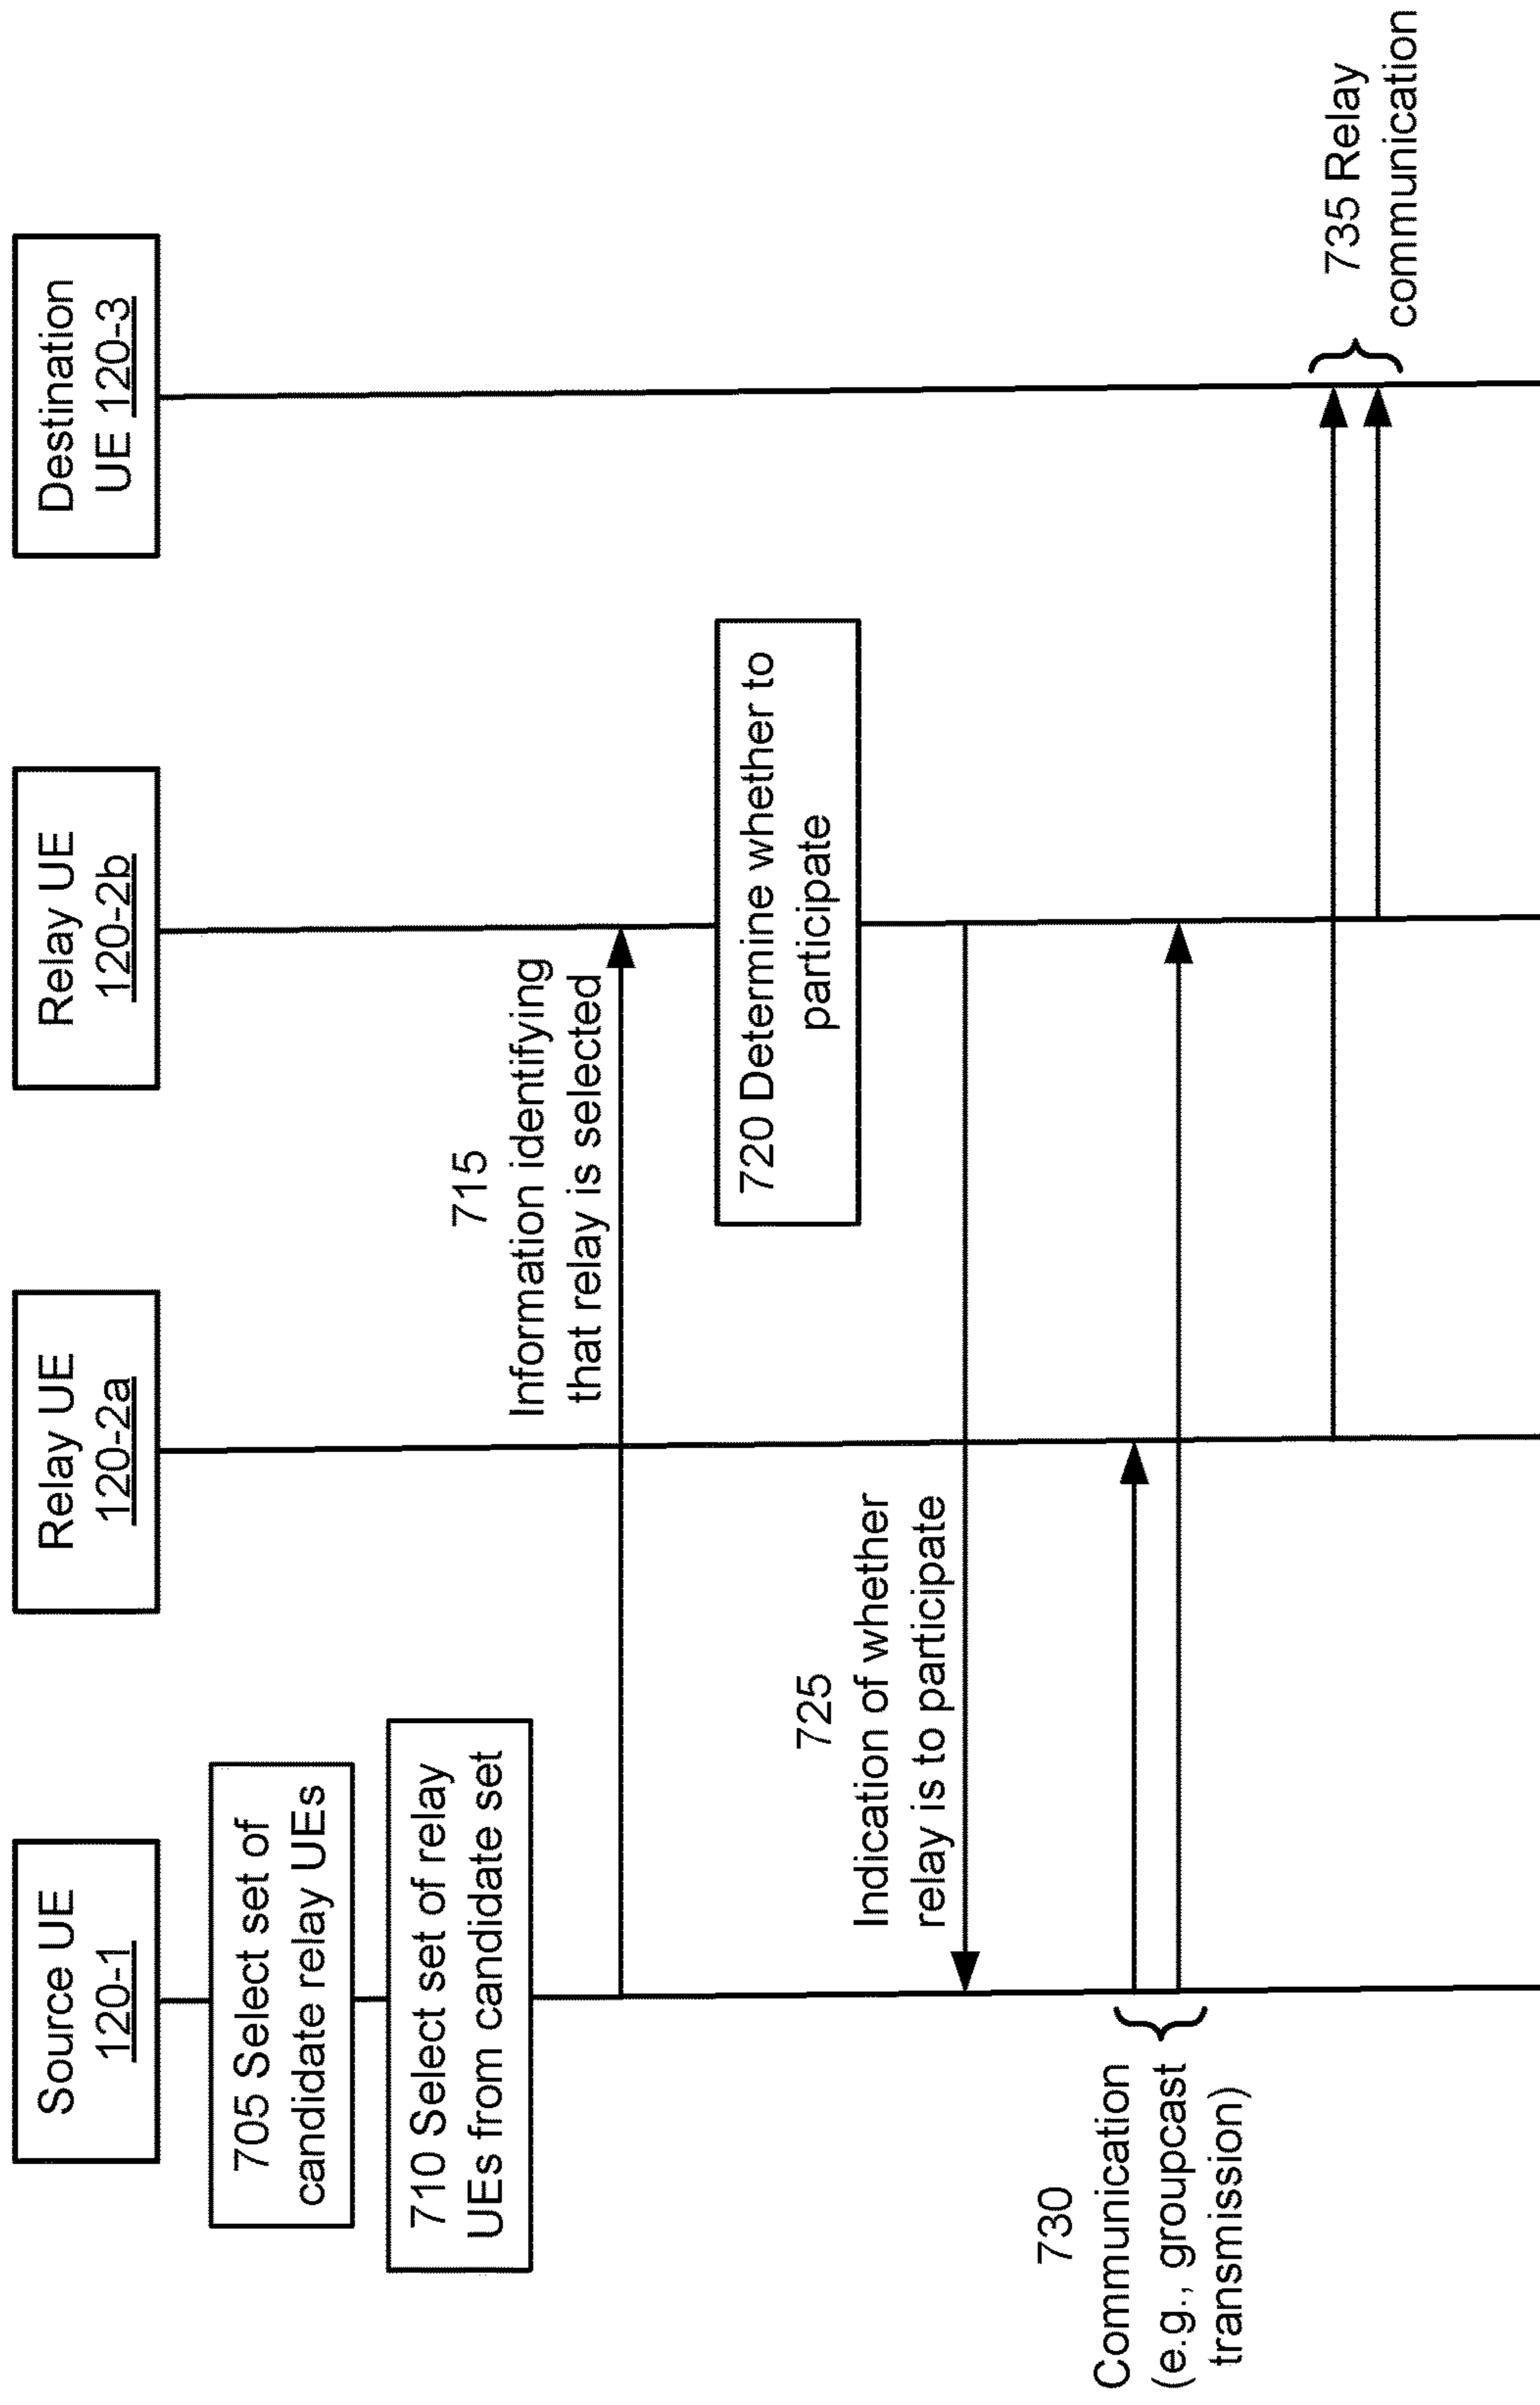 Source UE
120-1
Relay UE
120-2a
Relay UE
120-2b
Destination
UE 120-3
705 Select set of
candidate relay UEs
710 Select set of relay
UEs from candidate set
715
Information identifying
that relay is selected
720 Determine whether to
participate
725
Indication of whether
relay is to participate
730
Communication
(e.g., groupcast
transmission)
735 Relay
communication